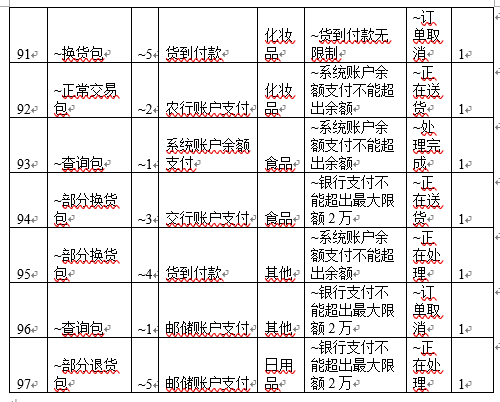 91 ~换货包 ~5 货到付款 化妆品 ~货到付款无限制 ~订单取消 1
92 ~正常交易包 ~2 农行账户支付 化妆品 ~系统账户余额支付不能超出余额 ~正在送货 1
93 ~查询包 ~1 系统账户余额支付 食品 ~系统账户余额支付不能超出余额 ~处理完成 1
94 ~部分换货包 ~3 交行账户支付 食品 ~银行支付不能超出最大限额 2 万 ~正在送货 1
95 ~部分换货包 ~4 货到付款 其他 ~系统账户余额支付不能超出余额 ~正在处理 1
96 ~查询包 ~1 邮储账户支付 其他 ~银行支付不能超出最大限额 2 万 ~订单取消 1
97 ~部分退货包 ~5 邮储账户支付 日用品 ~银行支付不能超出最大限额 2 万 ~正在处理 1